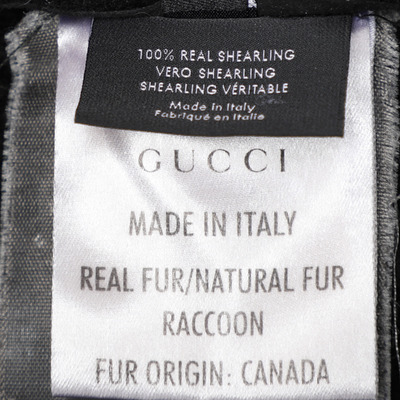 100% REAL SHEARLING
VERO SHEARLING
SHEARLING VÉRITABLE
Made in Italy
Fabriqué en Italie
GUCCI
MADE IN ITALY
REAL FUR/NATURAL FUR
RACCOON
FUR ORIGIN: CANADA